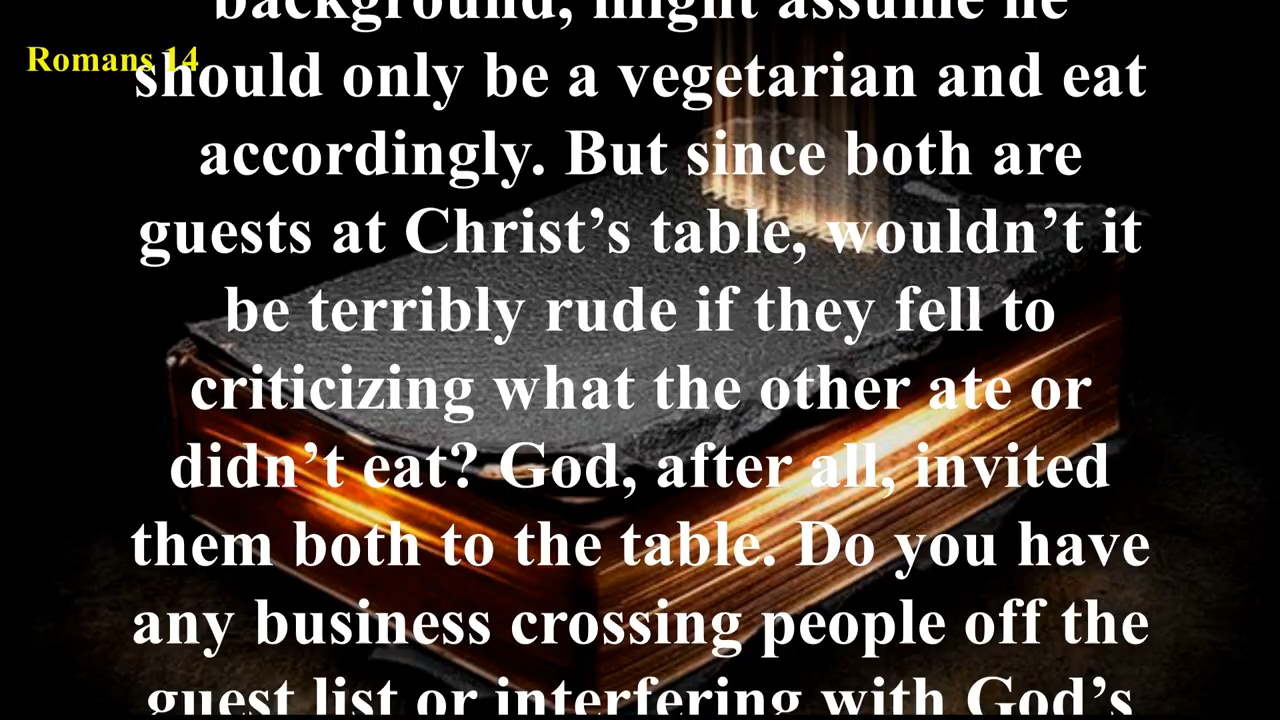 background, might assume he
Romans 14
should only be a vegetarian and eat
accordingly. But since both are
guests at Christ’s table, wouldn’t it
be terribly rude if they fell to
criticizing what the other ate or
didn’t eat? God, after all, invited
them both to the table. Do you have
any business crossing people off the
guest list or interfering with God’s